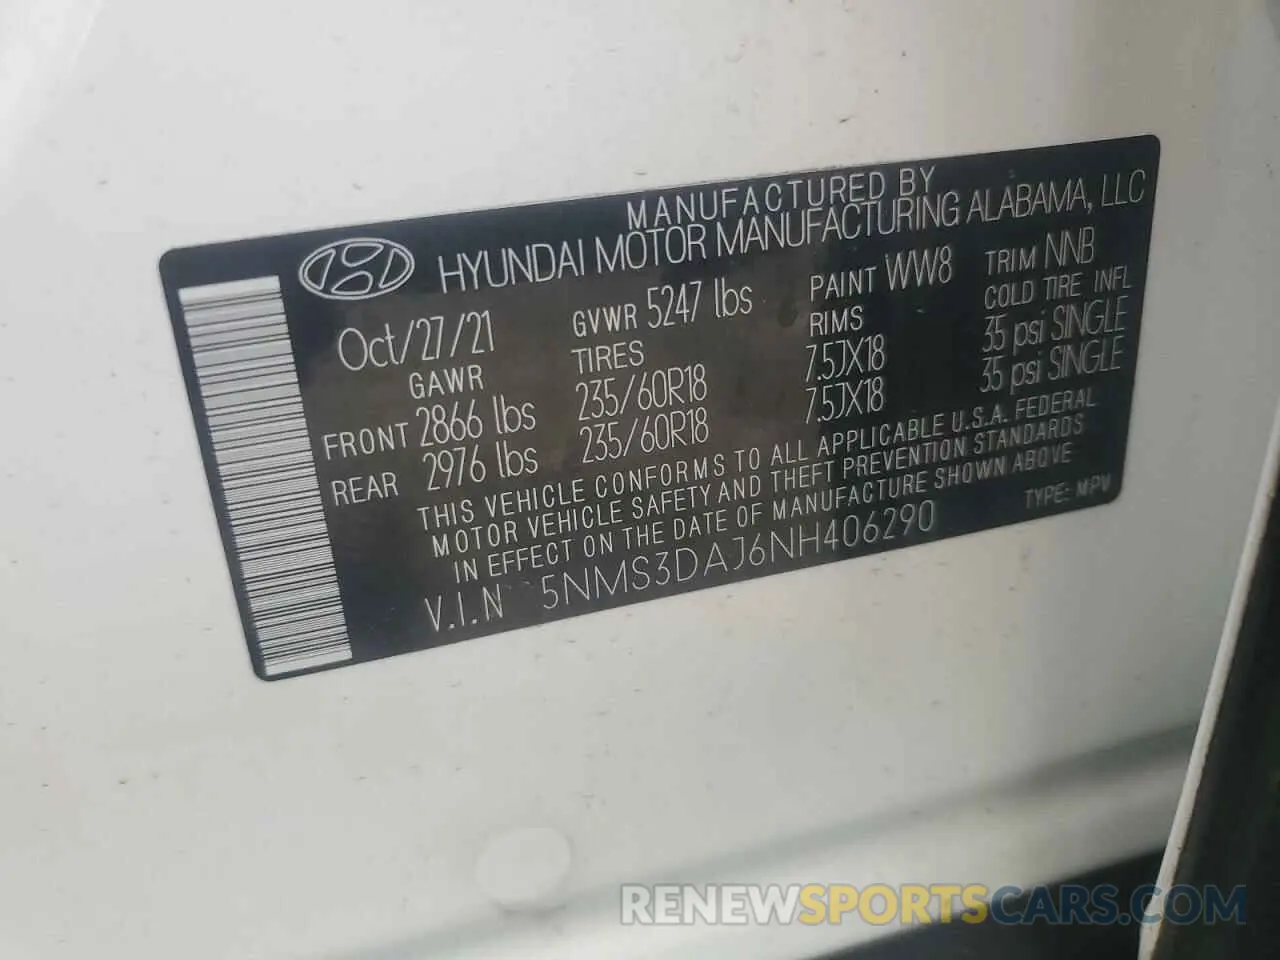 MANUFACTURED BY
HYUNDAI MOTOR MANUFACTURING ALABAMA, LLC
Oct/27/21 GVWR 5247 lbs PAINT WW8 TRIM NNB
GAWR TIRES RIMS COLD TIRE INFL
FRONT 2866 lbs 235/60R18 7.5JX18 35 psi SINGLE
REAR 2976 lbs 235/60R18 7.5JX18 35 psi SINGLE
THIS VEHICLE CONFORMS TO ALL APPLICABLE U.S.A. FEDERAL
MOTOR VEHICLE SAFETY AND THEFT PREVENTION STANDARDS
IN EFFECT ON THE DATE OF MANUFACTURE SHOWN ABOVE
V.I.N 5NMS3DAJ6NH406290 TYPE: MPV
RENEWSPORTSCARS.COM